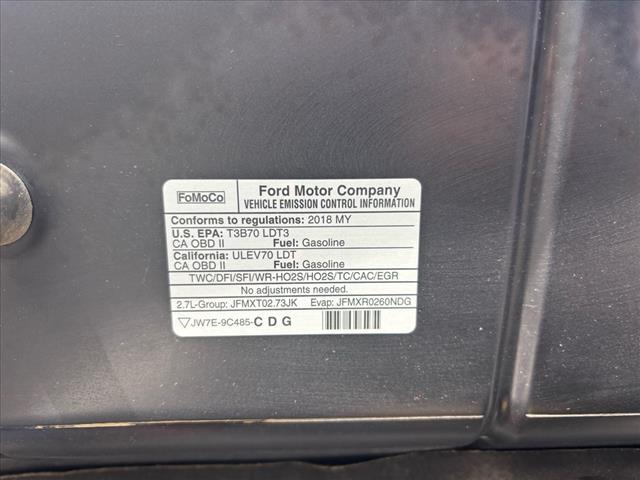 FoMoCo
Ford Motor Company
VEHICLE EMISSION CONTROL INFORMATION
Conforms to regulations: 2018 MY
U.S. EPA: T3B70 LDT3
CA OBD II Fuel: Gasoline
California: ULEV70 LDT
CA OBD II Fuel: Gasoline
TWC/DFI/SFI/WR-HO2S/HO2S/TC/CAC/EGR
No adjustments needed.
2.7L-Group: JFMXT02.73JK Evap: JFMXR0260NDG
JW7E-9C485-C D G